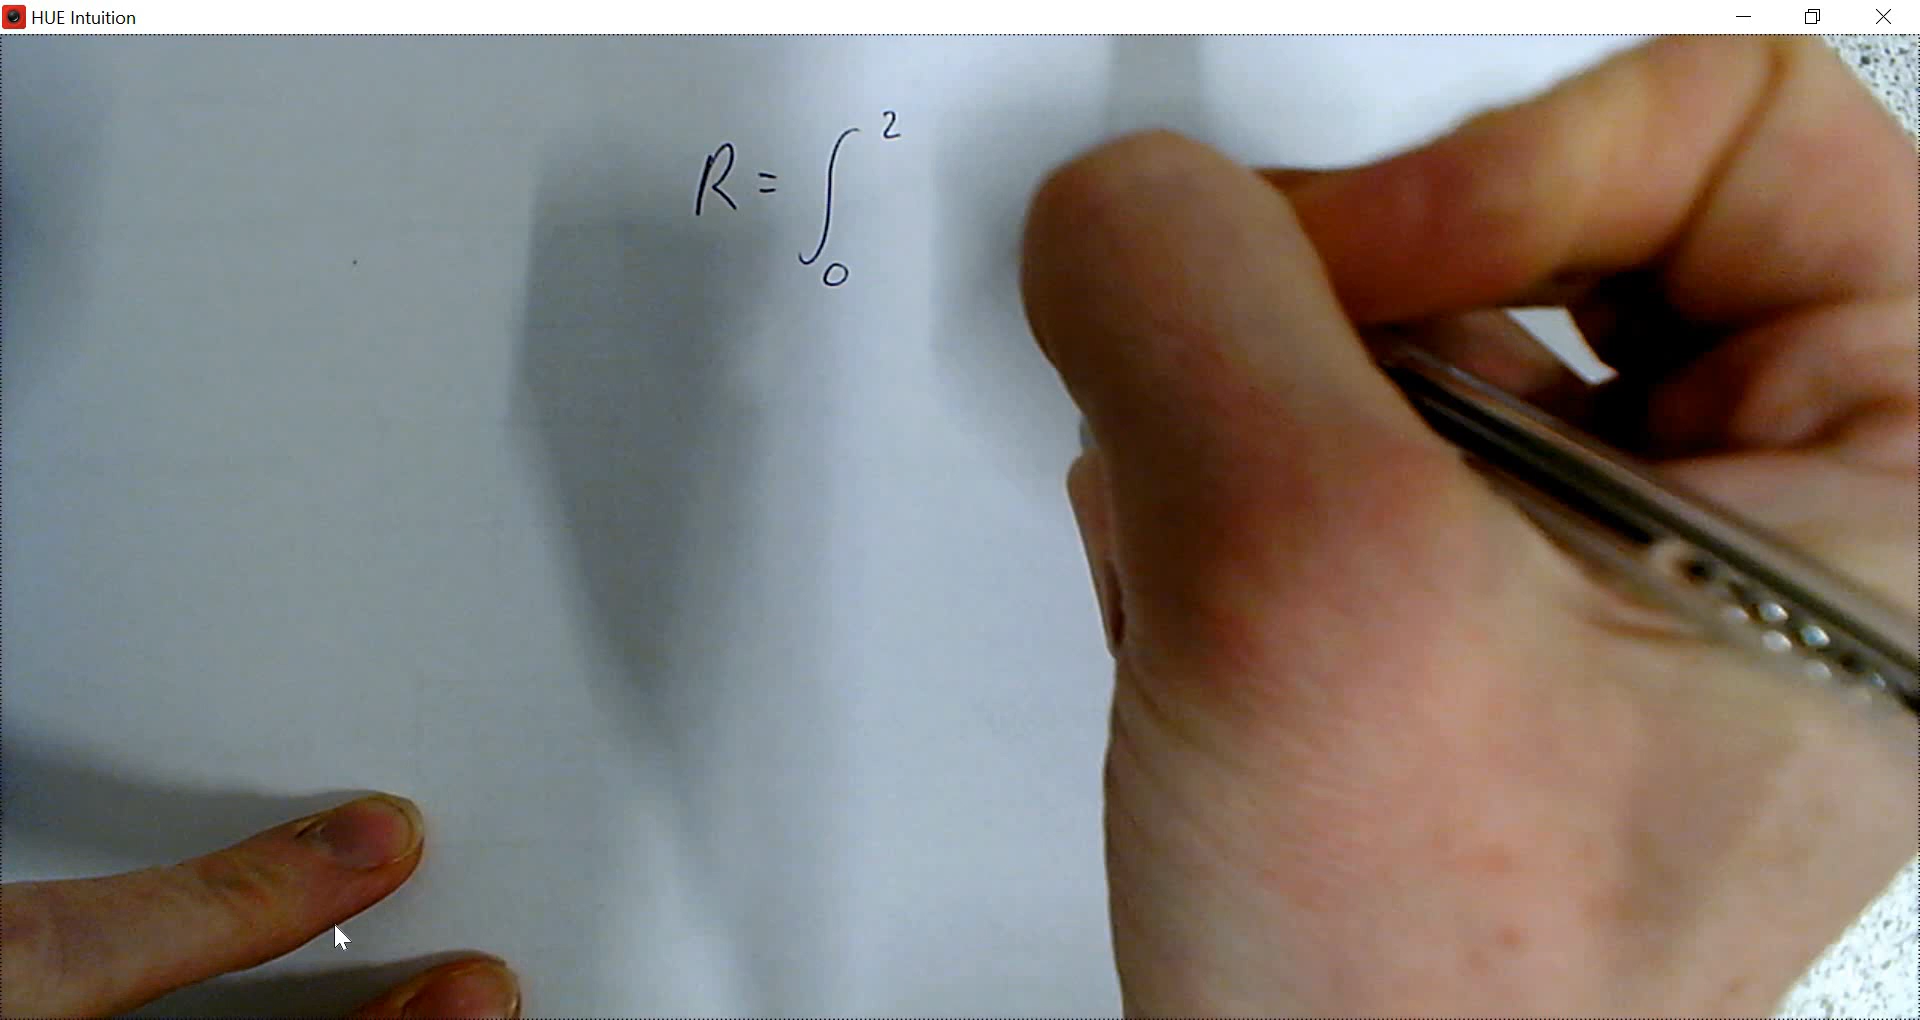 HUE Intuition
R = ∫₀²